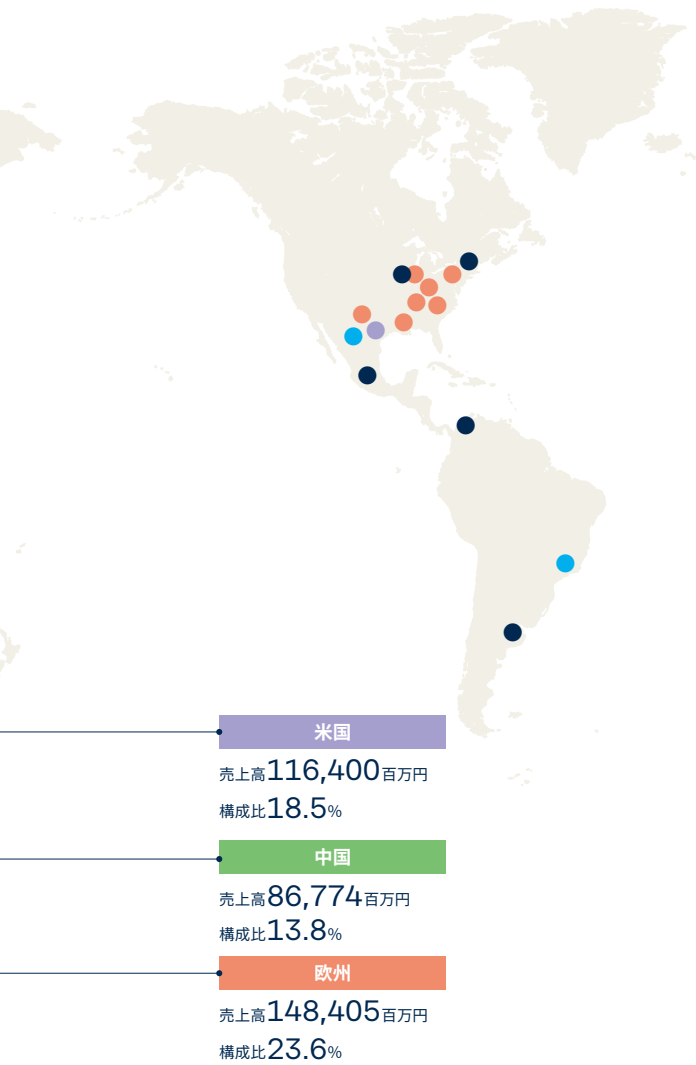 米国
売上高116,400百万円
構成比18.5%
中国
売上高86,774百万円
構成比13.8%
欧州
売上高148,405百万円
構成比23.6%